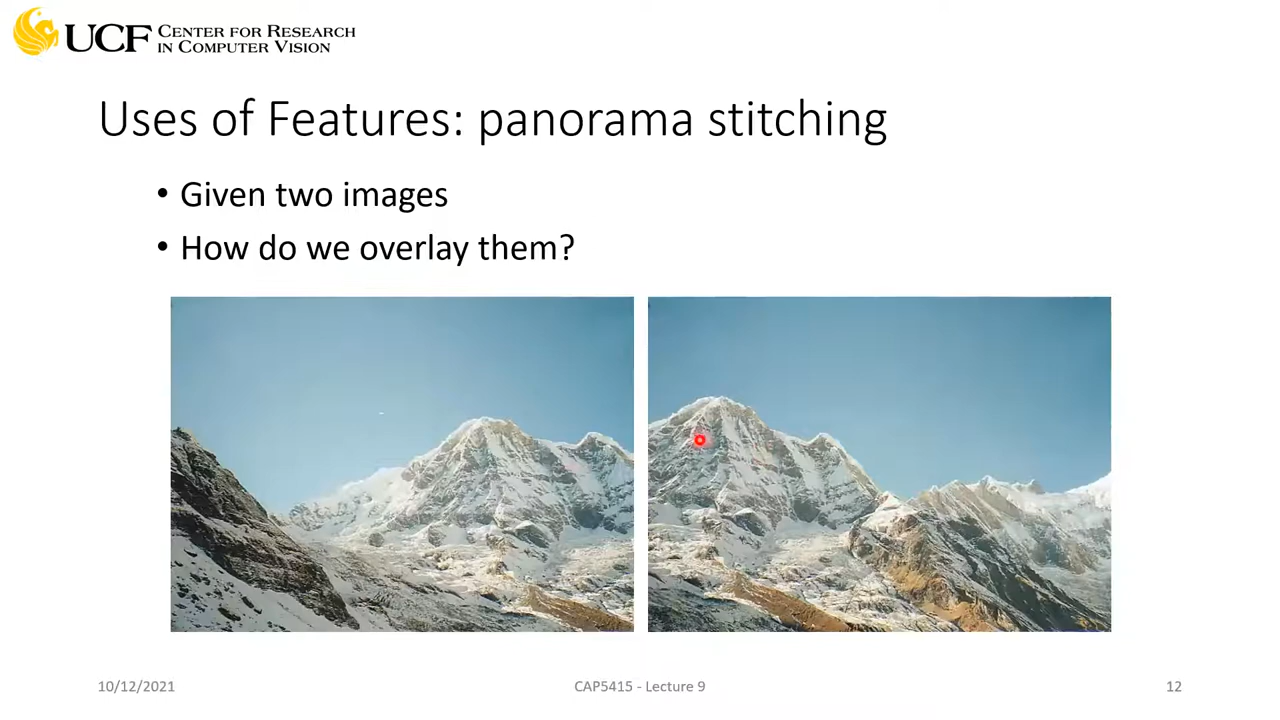 UCF CENTER FOR RESEARCH
IN COMPUTER VISION
Uses of Features: panorama stitching
• Given two images
• How do we overlay them?
10/12/2021
CAP5415 - Lecture 9
12